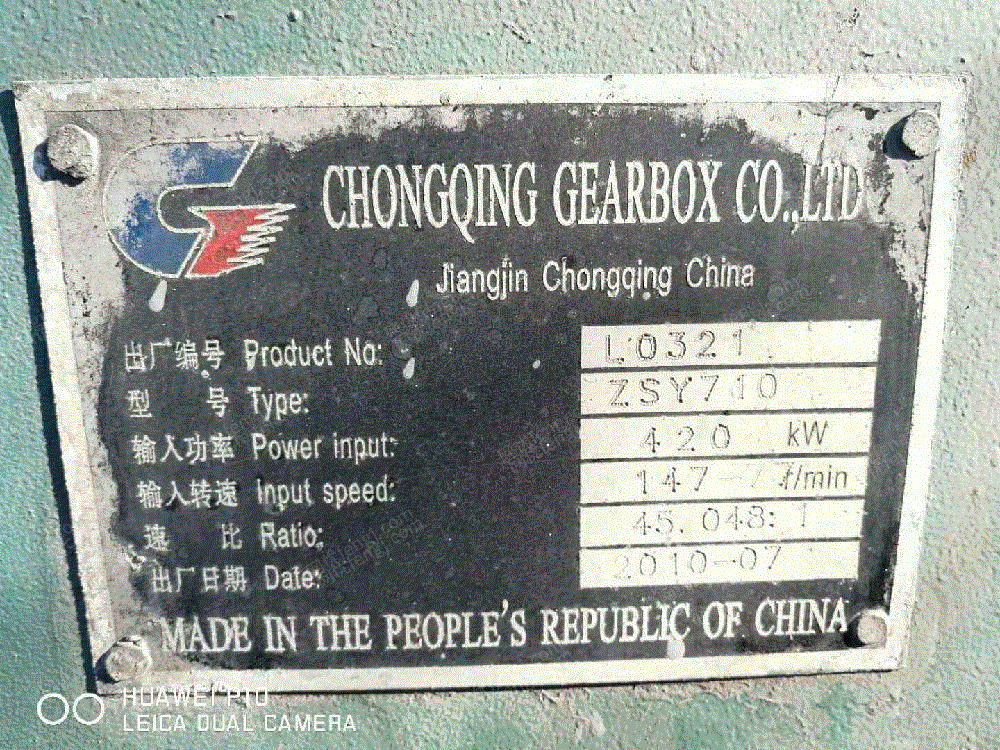 CHONGQING GEARBOX CO.,LTD
Jiangjin Chongqing China
出厂编号 Product No: L0321
型 号 Type: ZSY710
输入功率 Power input: 420 kW
输入转速 Input speed: 147- r/min
速 比 Ratio: 45.048:1
出厂日期 Date: 2010-07
MADE IN THE PEOPLE'S REPUBLIC OF CHINA
HUAWEI P10
LEICA DUAL CAMERA